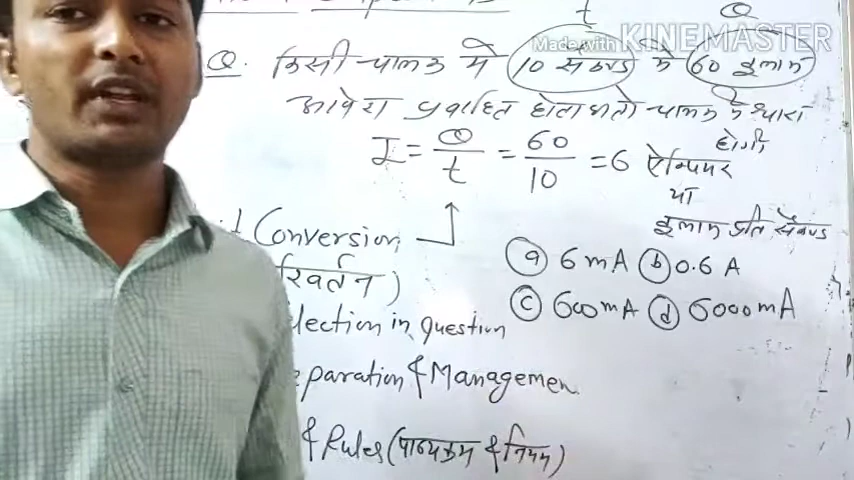 t Q
Made with KINEMASTER
Q. किसी चालक में 10 सेकण्ड में 60 कूलाम
आवेश प्रवाहित होता है तो चालक में धारा
होगी
I = Q/t = 60/10 = 6 ऐम्पियर
या
कूलाम प्रति सेकण्ड
t Conversion
रिवर्तन )
(a) 6 mA (b) 0.6 A
(c) 600 mA (d) 6000 mA
lection in question
paration & Managemen
& Rules (पाठ्यक्रम & नियम)